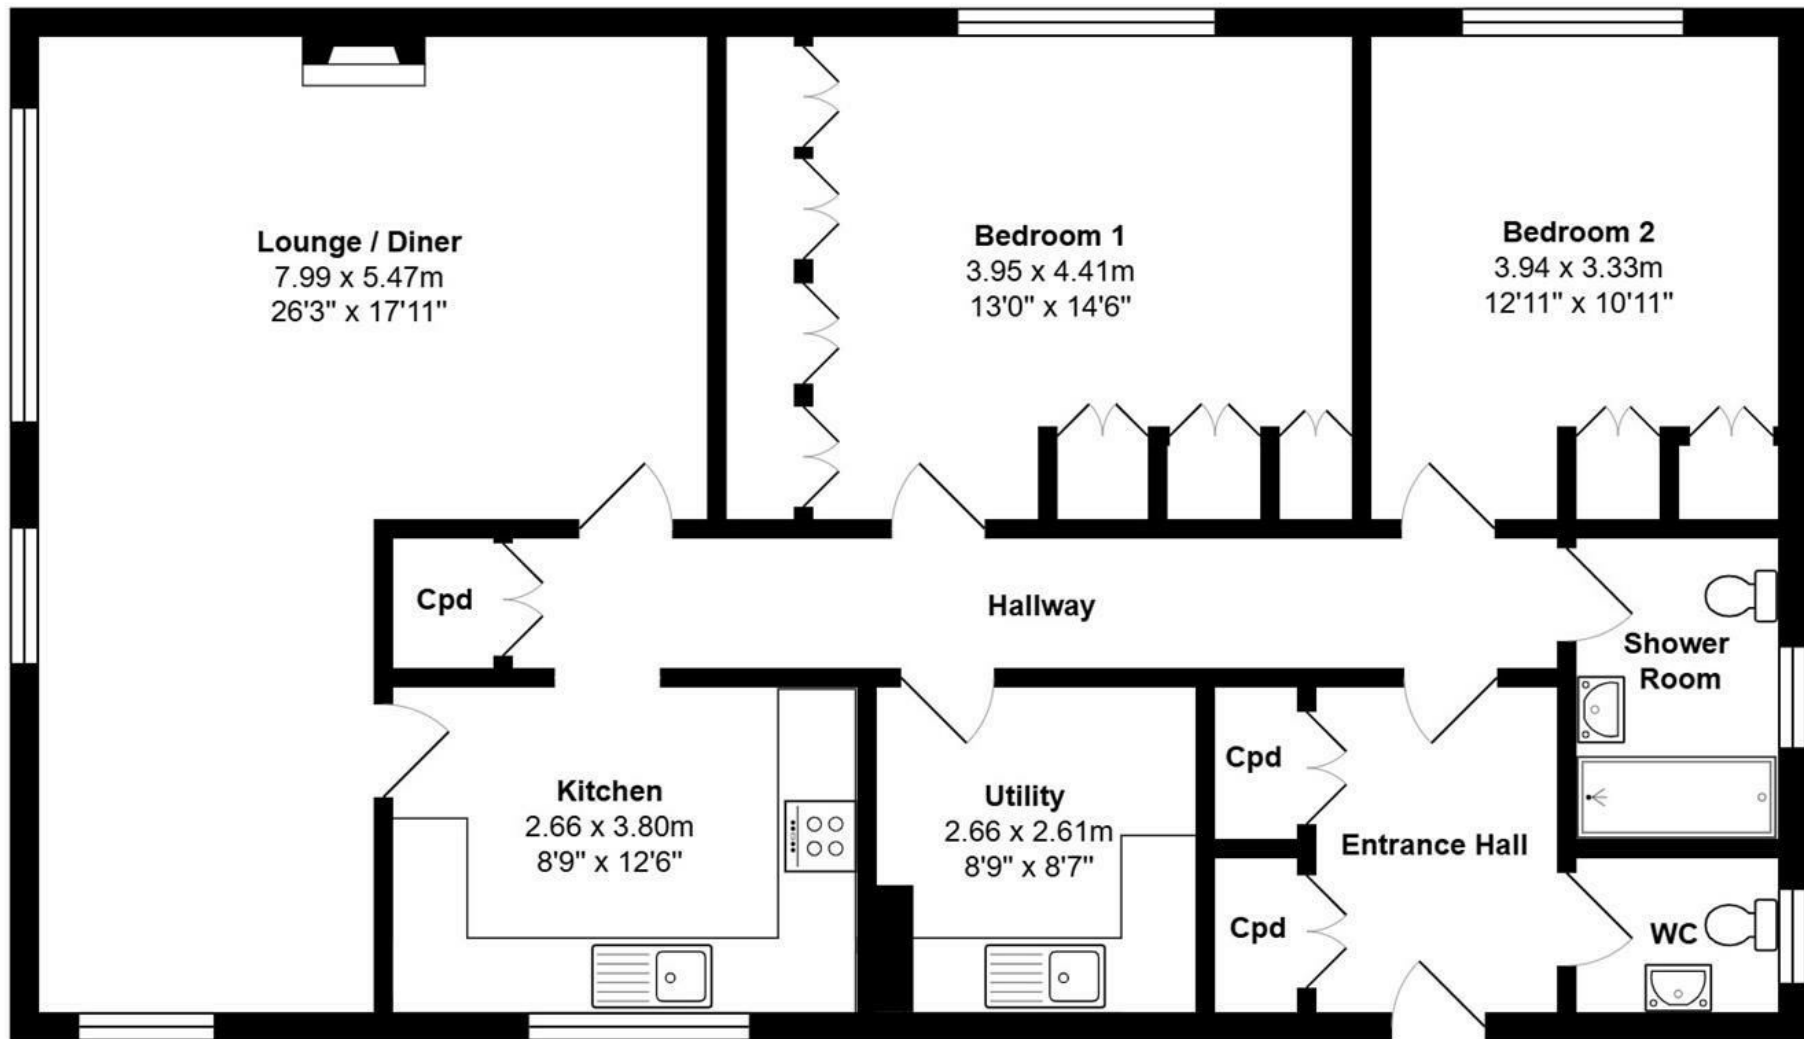 Lounge / Diner
7.99 x 5.47m
26'3" x 17'11"
Bedroom 1
3.95 x 4.41m
13'0" x 14'6"
Bedroom 2
3.94 x 3.33m
12'11" x 10'11"
Cpd
Hallway
Shower
Room
Kitchen
2.66 x 3.80m
8'9" x 12'6"
Utility
2.66 x 2.61m
8'9" x 8'7"
Cpd
Entrance Hall
Cpd
WC